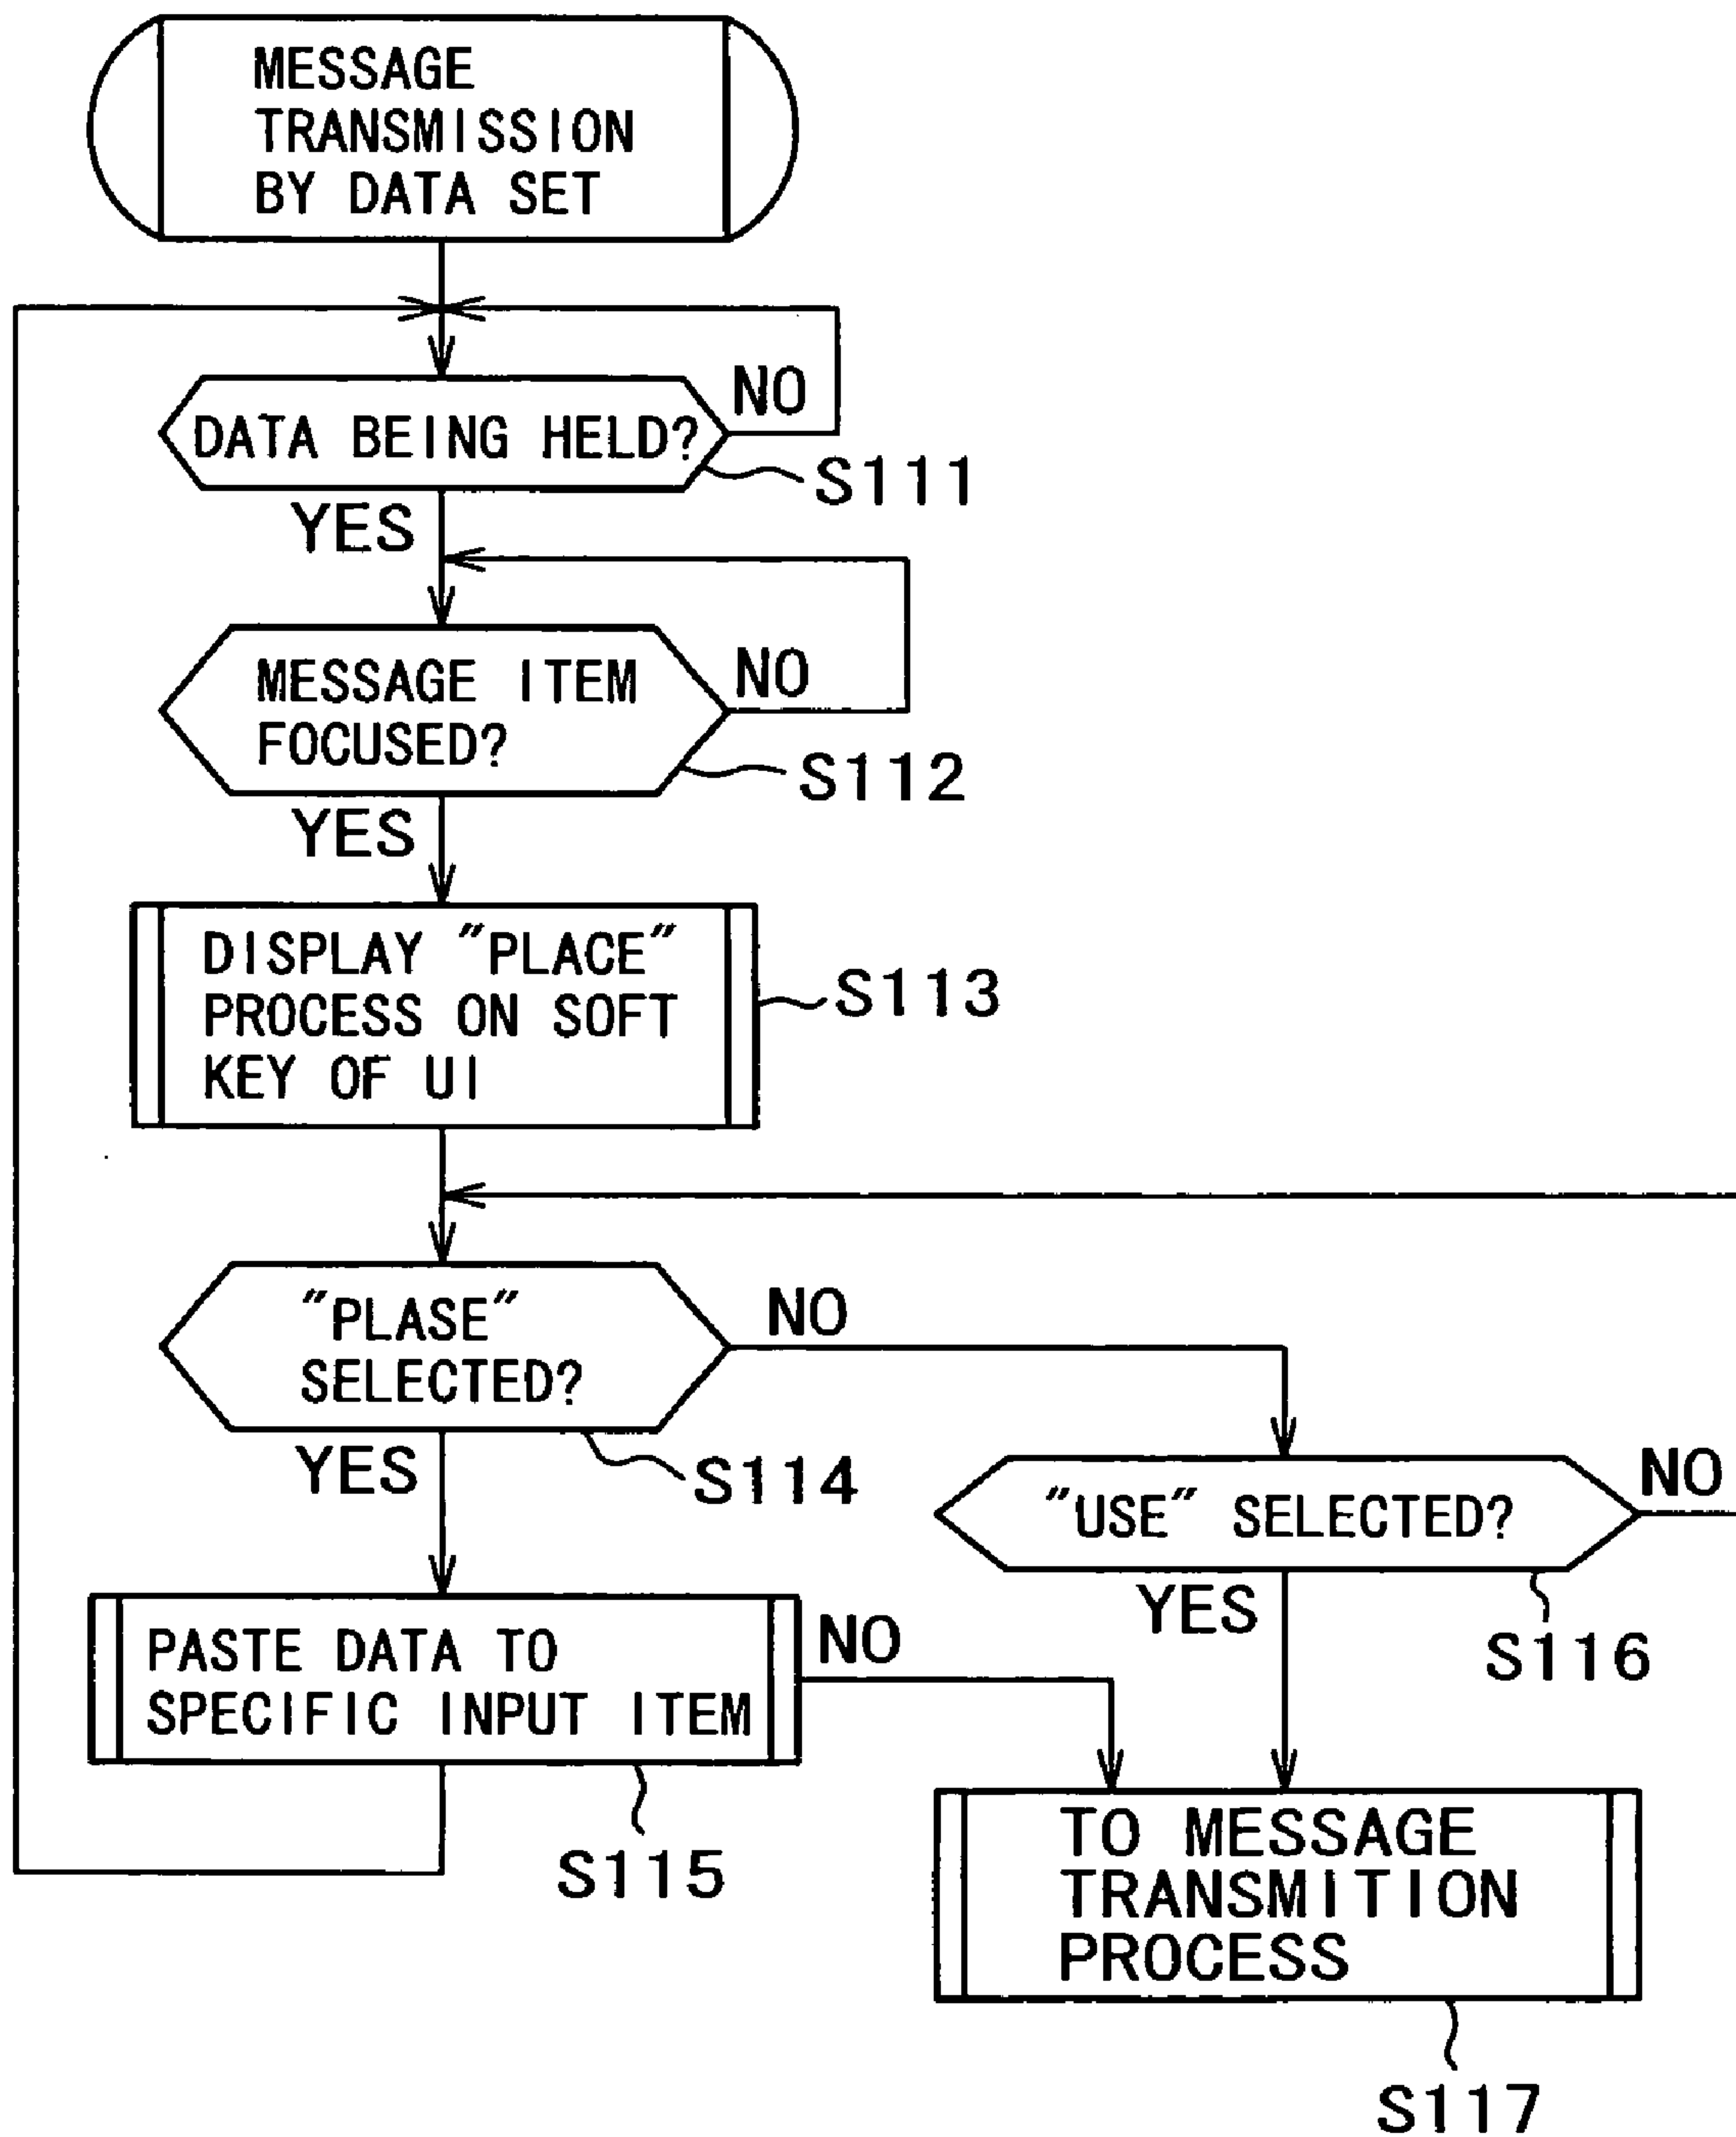 MESSAGE
TRANSMISSION
BY DATA SET
DATA BEING HELD?
NO
S111
YES
MESSAGE ITEM
FOCUSED?
NO
S112
YES
DISPLAY "PLACE"
PROCESS ON SOFT
KEY OF UI
S113
"PLASE"
SELECTED?
NO
S114
YES
"USE" SELECTED?
NO
S116
YES
PASTE DATA TO
SPECIFIC INPUT ITEM
NO
S115
TO MESSAGE
TRANSMITION
PROCESS
S117